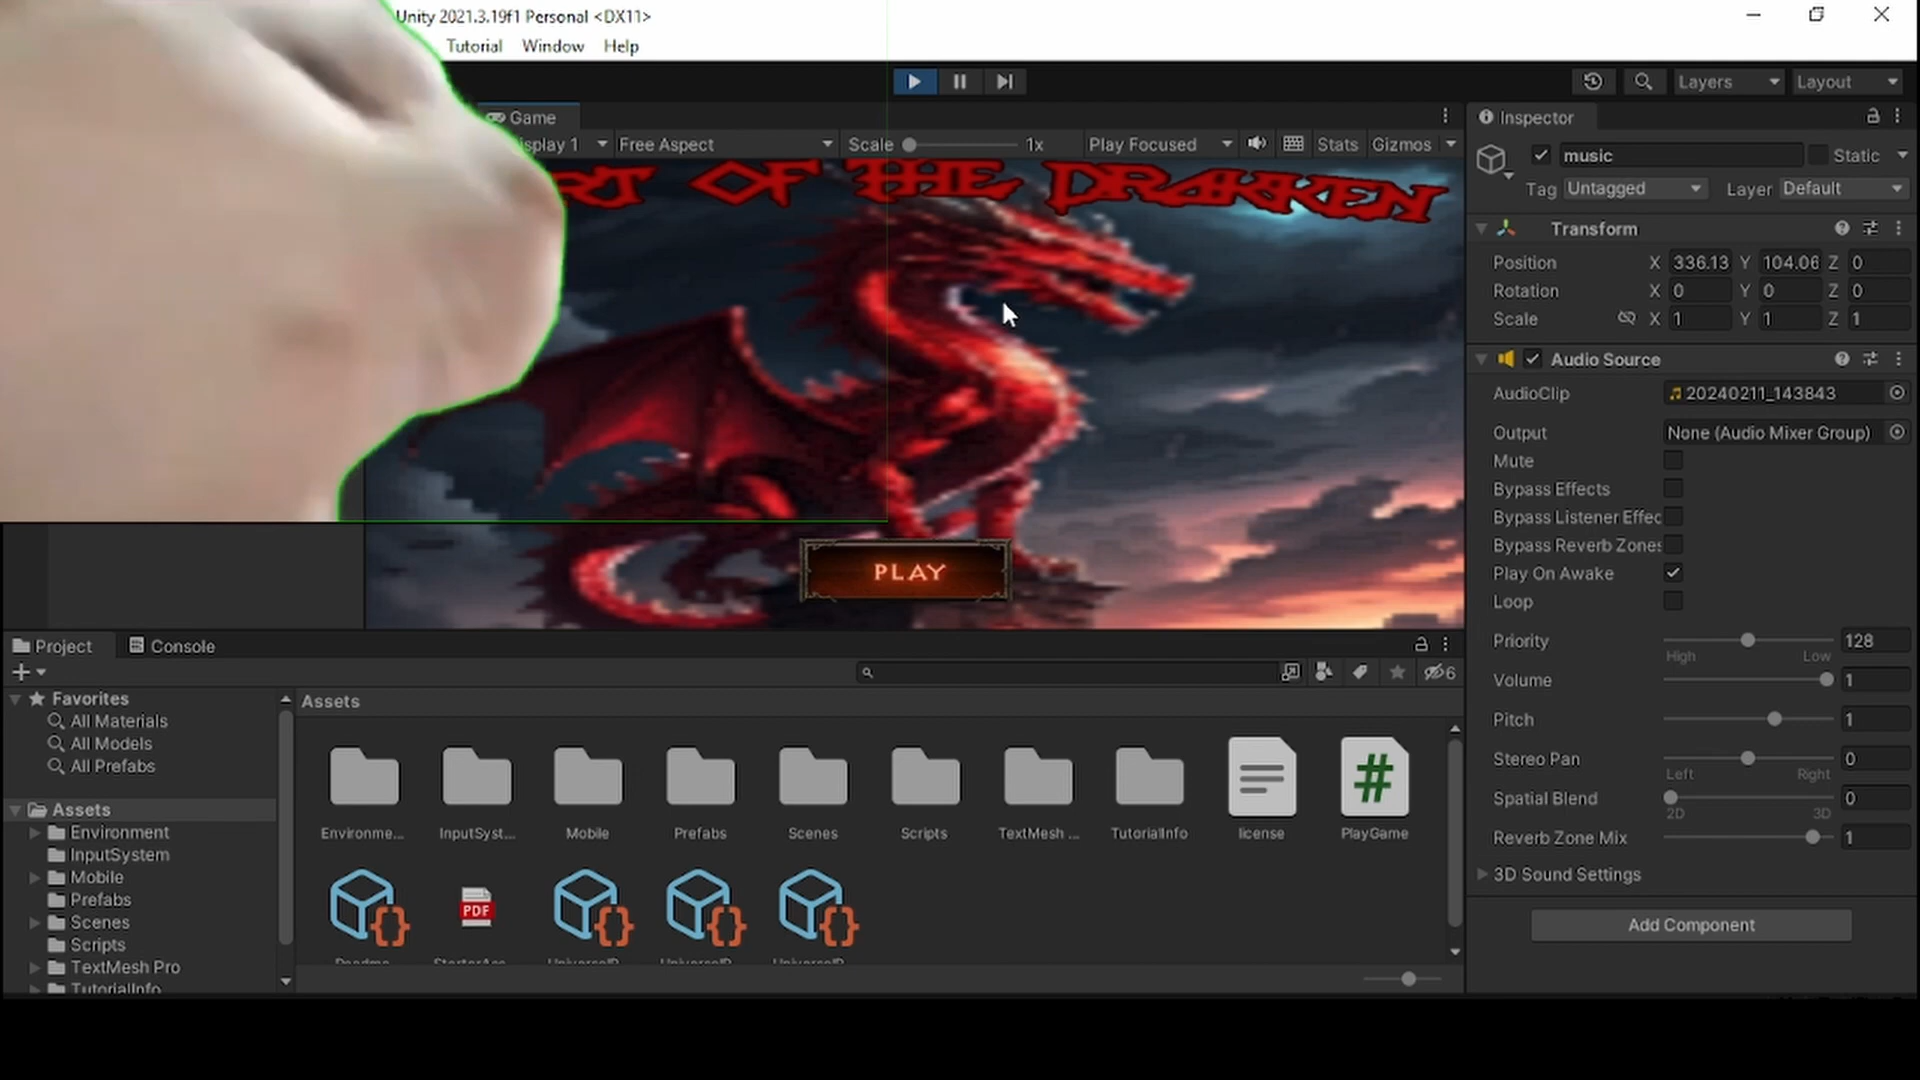 Unity 2021.3.19f1 Personal <DX11>
Tutorial Window Help
Layers Layout
Game
Inspector
isplay 1 Free Aspect Scale 1x Play Focused Stats Gizmos
music Static
Tag Untagged Layer Default
RT OF THE DRAKKEN
Transform
Position X 336.13 Y 104.06 Z 0
Rotation X 0 Y 0 Z 0
Scale X 1 Y 1 Z 1
Audio Source
AudioClip 20240211_143843
Output None (Audio Mixer Group)
Mute
Bypass Effects
Bypass Listener Effec
Bypass Reverb Zones
Play On Awake
Loop
Priority 128
High Low
Volume 1
Pitch 1
Stereo Pan 0
Left Right
Spatial Blend 0
2D 3D
Reverb Zone Mix 1
3D Sound Settings
Add Component
PLAY
Project Console
6
Favorites
All Materials
All Models
All Prefabs
Assets
Environment
InputSystem
Mobile
Prefabs
Scenes
Scripts
TextMesh Pro
TutorialInfo
Assets
Environme... InputSyst... Mobile Prefabs Scenes Scripts TextMesh ... TutorialInfo license PlayGame
#
PDF